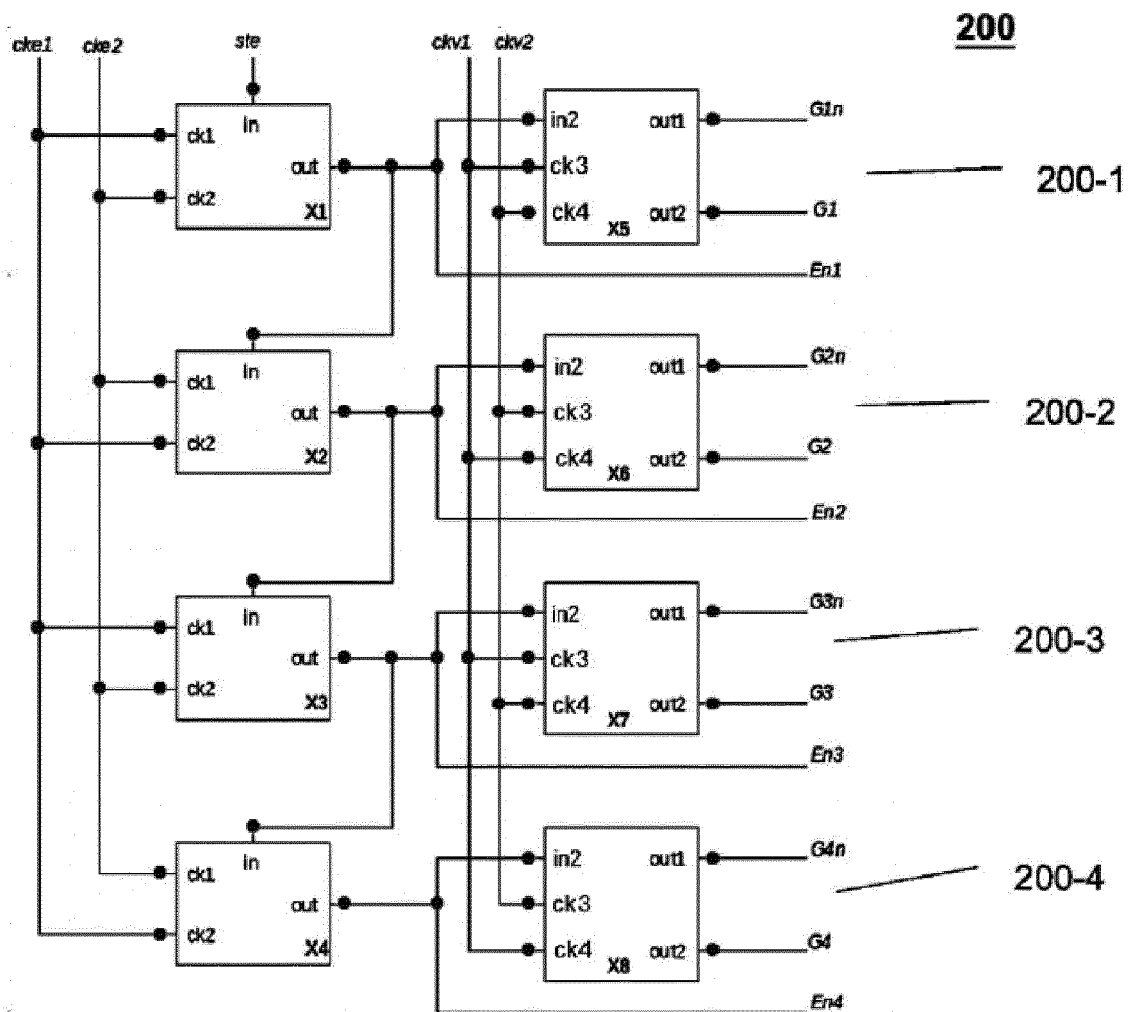 200
cke1 cke2 ste ckv1 ckv2
in
ck1
out
ck2
X1
in2 out1
ck3
ck4 out2
X5
G1n
G1
En1
200-1
in
ck1
out
ck2
X2
in2 out1
ck3
ck4 out2
X6
G2n
G2
En2
200-2
in
ck1
out
ck2
X3
in2 out1
ck3
ck4 out2
X7
G3n
G3
En3
200-3
in
ck1
out
ck2
X4
in2 out1
ck3
ck4 out2
X8
G4n
G4
En4
200-4